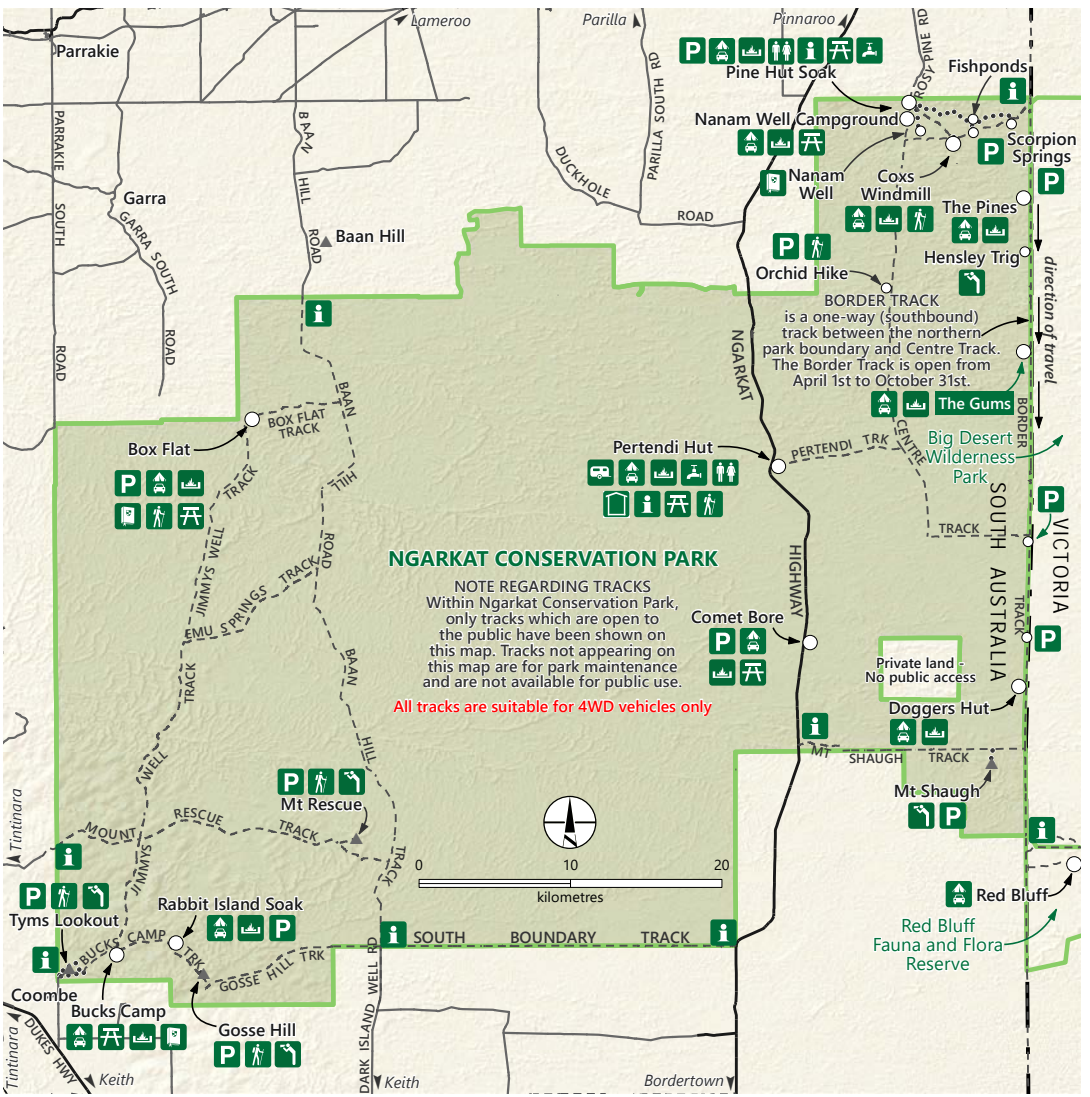 Lameroo
Parilla
Pinnaroo
Parrakie
PARRAKIE
SOUTH
ROAD
BAAN
HILL
ROAD
Baan Hill
Garra
GARRA SOUTH
ROAD
DUCKHOLE
ROAD
PARILLA SOUTH RD
ROSY PINE RD
P
i
Pine Hut Soak
Fishponds
i
Nanam Well Campground
Scorpion
Springs
P
P
Nanam
Well
Coxs
Windmill
The Pines
P
Hensley Trig
Orchid Hike
BORDER TRACK
is a one-way (southbound)
track between the northern
park boundary and Centre Track.
The Border Track is open from
April 1st to October 31st.
direction of travel
The Gums
Big Desert
Wilderness
Park
BORDER
TRACK
SOUTH AUSTRALIA
VICTORIA
P
P
NGARKAT
HIGHWAY
i
BAAN
HILL
ROAD
BOX FLAT
TRACK
Box Flat
P
TRACK
JIMMYS WELL
EMU SPRINGS TRACK
TRACK
WELL
JIMMYS
BAAN
HILL
TRACK
Pertendi Hut
i
PERTENDI TRK
CENTRE
TRACK
NGARKAT CONSERVATION PARK
NOTE REGARDING TRACKS
Within Ngarkat Conservation Park,
only tracks which are open to
the public have been shown on
this map. Tracks not appearing on
this map are for park maintenance
and are not available for public use.
All tracks are suitable for 4WD vehicles only
Comet Bore
P
Private land -
No public access
Doggers Hut
i
MT SHAUGH TRACK
Mt Shaugh
P
i
Red Bluff
Red Bluff
Fauna and Flora
Reserve
P
Mt Rescue
MOUNT RESCUE TRACK
Tintinara
i
P
Tyms Lookout
Rabbit Island Soak
P
i
BUCKS CAMP
TRK
GOSSE HILL TRK
Coombe
Bucks Camp
Gosse Hill
P
0 10 20
kilometres
i
SOUTH BOUNDARY TRACK
i
DARK ISLAND WELL RD
Tintinara
DUKES HWY
Keith
Keith
Bordertown